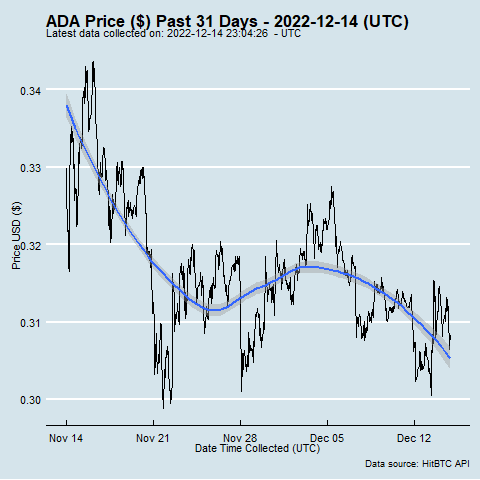 ADA Price ($) Past 31 Days - 2022-12-14 (UTC)
Latest data collected on: 2022-12-14 23:04:26 - UTC
Price USD ($)
0.34
0.33
0.32
0.31
0.30
Nov 14 Nov 21 Nov 28 Dec 05 Dec 12
Date Time Collected (UTC)
Data source: HitBTC API